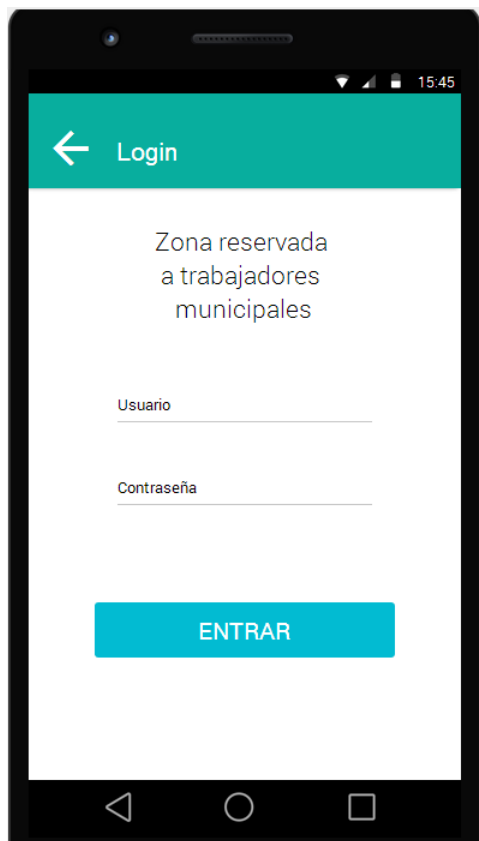 15:45
Login
Zona reservada
a trabajadores
municipales
Usuario
Contraseña
ENTRAR